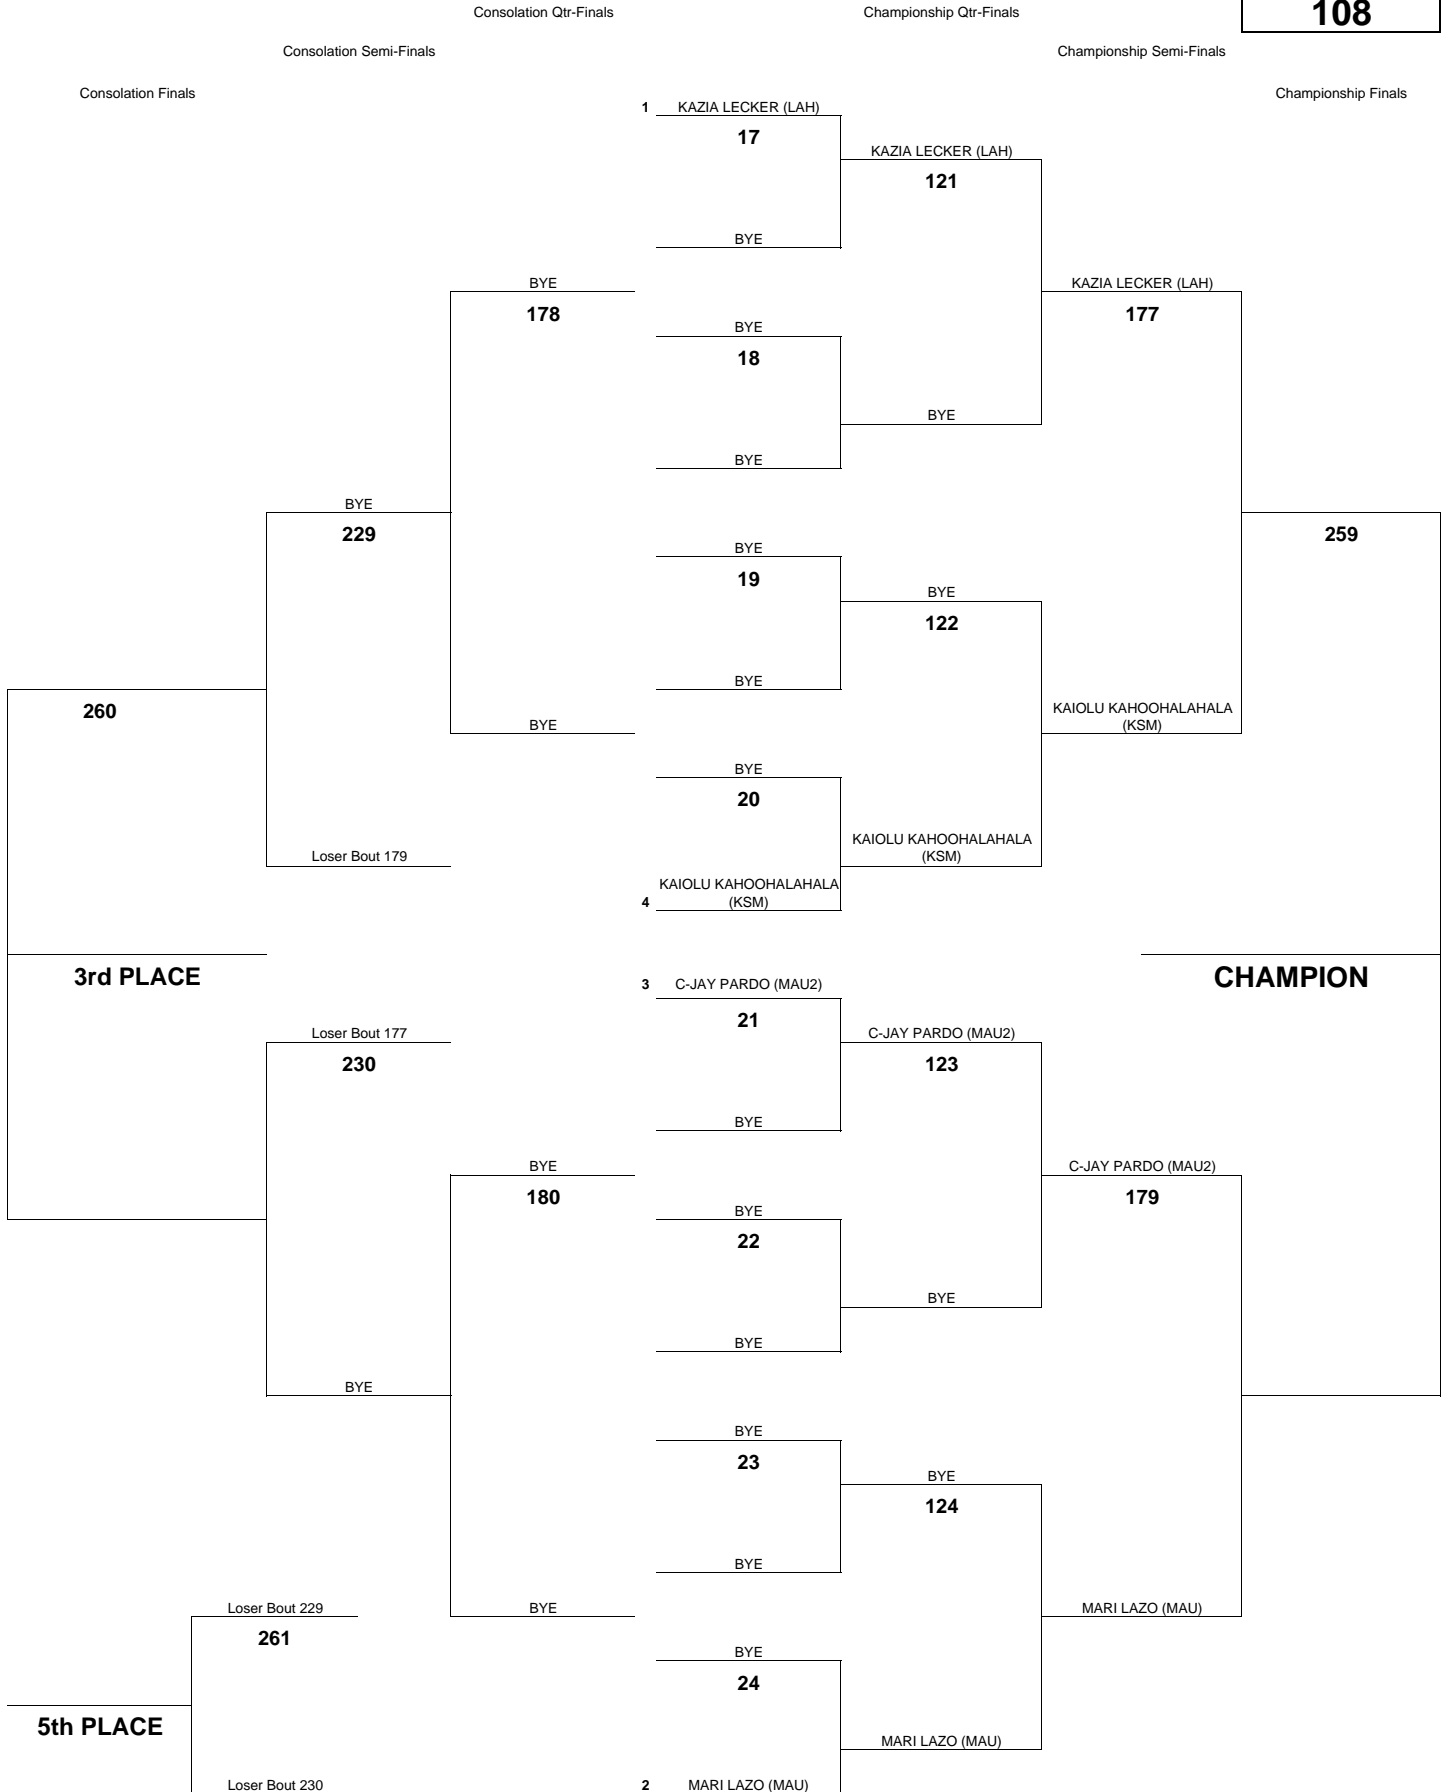 Consolation Qtr-Finals
Championship Qtr-Finals
108
Consolation Semi-Finals
Championship Semi-Finals
Consolation Finals
Championship Finals
1 KAZIA LECKER (LAH)
17
KAZIA LECKER (LAH)
121
BYE
BYE
KAZIA LECKER (LAH)
178
177
BYE
18
BYE
BYE
BYE
229
259
BYE
19
BYE
122
BYE
260
KAIOLU KAHOOHALAHALA
(KSM)
BYE
BYE
20
KAIOLU KAHOOHALAHALA
(KSM)
Loser Bout 179
KAIOLU KAHOOHALAHALA
4 (KSM)
3rd PLACE
CHAMPION
3 C-JAY PARDO (MAU2)
21
Loser Bout 177
C-JAY PARDO (MAU2)
230
123
BYE
BYE
C-JAY PARDO (MAU2)
180
179
BYE
22
BYE
BYE
BYE
BYE
23
BYE
124
BYE
Loser Bout 229
BYE
MARI LAZO (MAU)
261
BYE
24
5th PLACE
MARI LAZO (MAU)
Loser Bout 230
2 MARI LAZO (MAU)